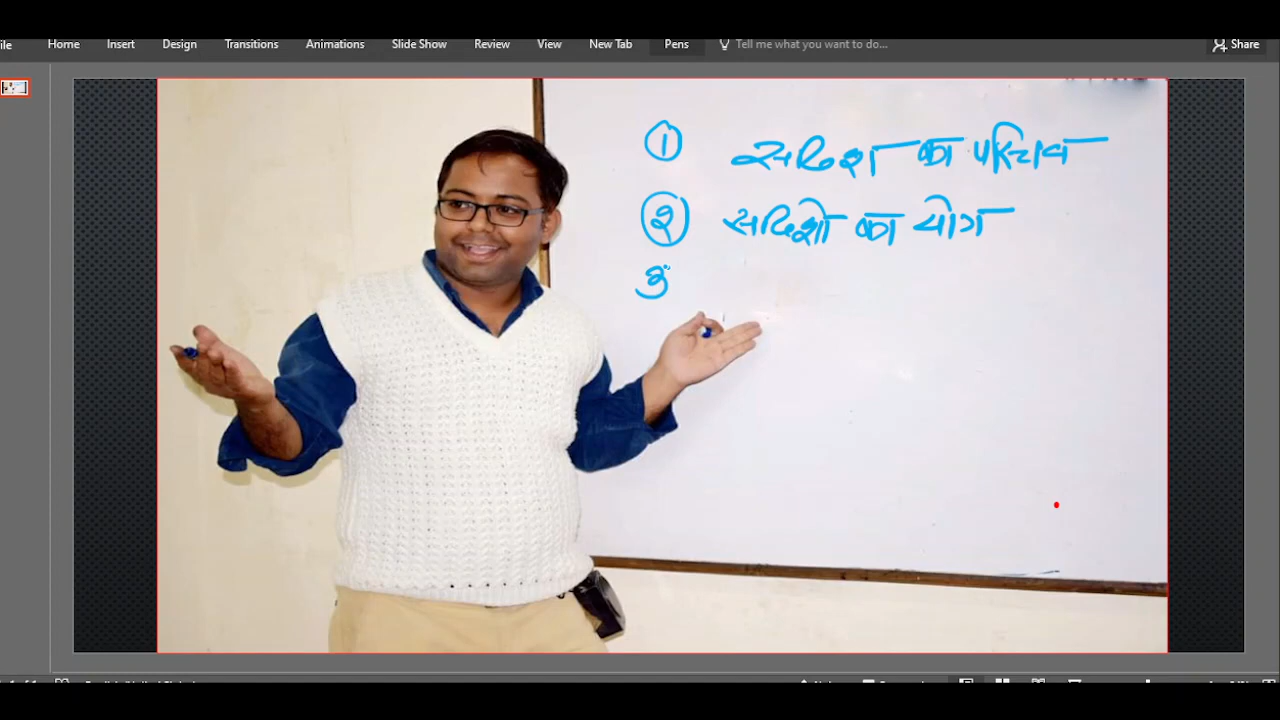 File Home Insert Design Transitions Animations Slide Show Review View New Tab Pens Tell me what you want to do... Share
① सदिश का परिचय
② सदिशो का योग